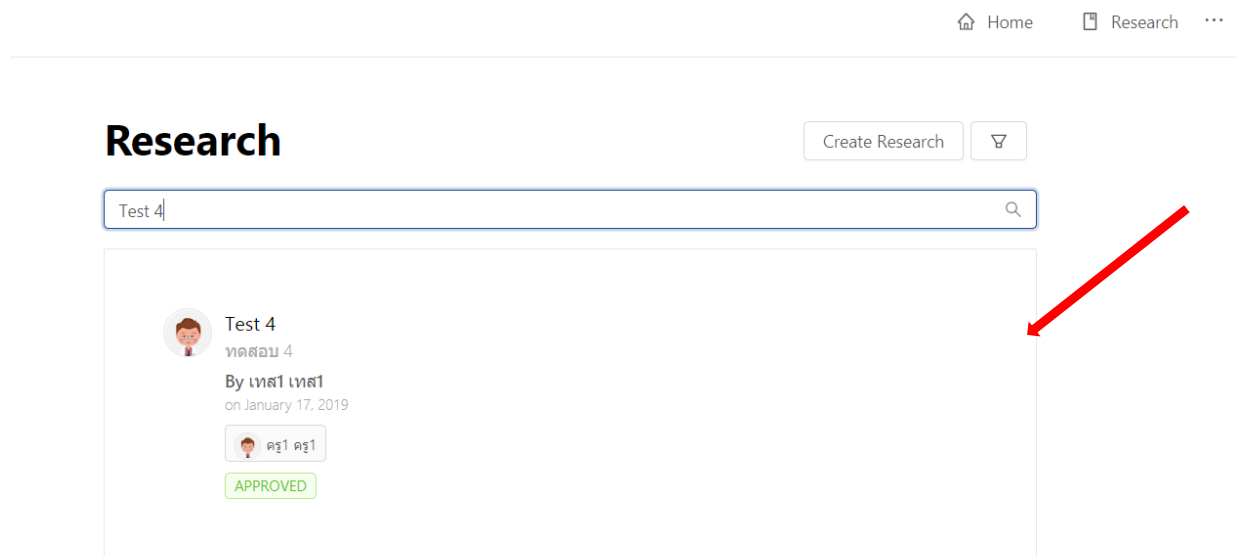 Home Research ...
Research
Create Research
Test 4
Test 4
ทดสอบ 4
By เทส1 เทส1
on January 17, 2019
ครู1 ครู1
APPROVED